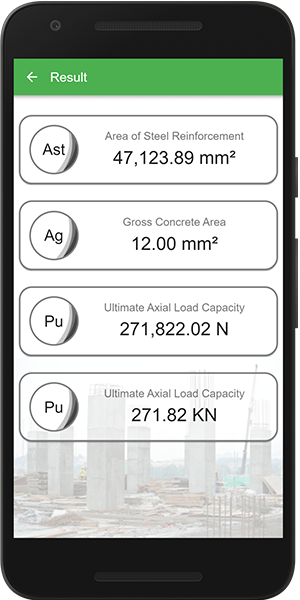 Result
Ast
Area of Steel Reinforcement
47,123.89 mm²
Ag
Gross Concrete Area
12.00 mm²
Pu
Ultimate Axial Load Capacity
271,822.02 N
Pu
Ultimate Axial Load Capacity
271.82 KN